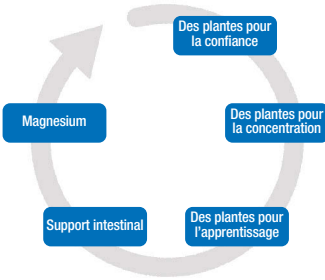 Des plantes pour
la confiance
Des plantes pour
la concentration
Des plantes pour
l'apprentissage
Support intestinal
Magnesium